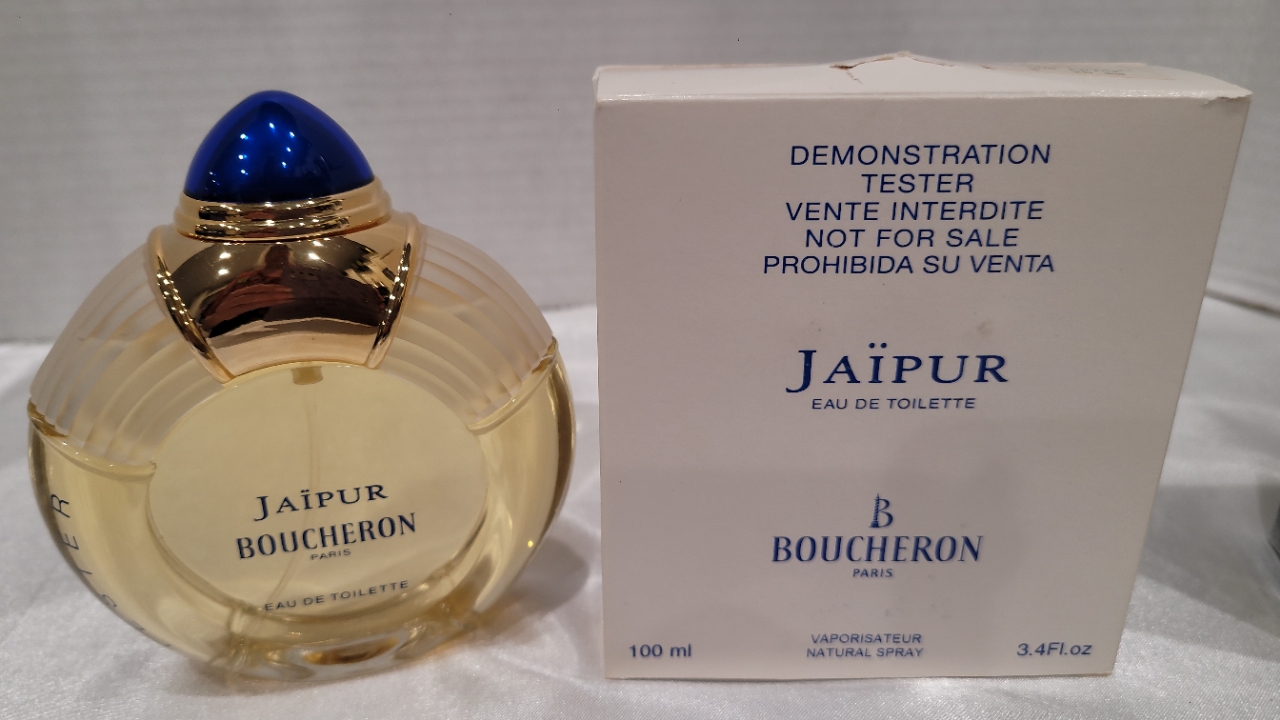 JAÏPUR
BOUCHERON
PARIS
EAU DE TOILETTE
DEMONSTRATION
TESTER
VENTE INTERDITE
NOT FOR SALE
PROHIBIDA SU VENTA
JAÏPUR
EAU DE TOILETTE
B
BOUCHERON
PARIS
100 ml
VAPORISATEUR
NATURAL SPRAY
3.4Fl.oz